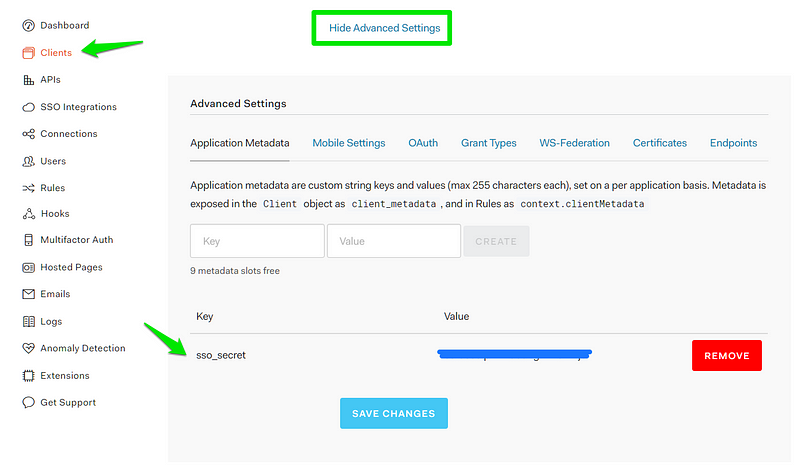 Dashboard
Clients
APIs
SSO Integrations
Connections
Users
Rules
Hooks
Multifactor Auth
Hosted Pages
Emails
Logs
Anomaly Detection
Extensions
Get Support
Hide Advanced Settings
Advanced Settings
Application Metadata Mobile Settings OAuth Grant Types WS-Federation Certificates Endpoints
Application metadata are custom string keys and values (max 255 characters each), set on a per application basis. Metadata is
exposed in the Client object as client_metadata , and in Rules as context.clientMetadata
Key Value CREATE
9 metadata slots free
Key Value
sso_secret REMOVE
SAVE CHANGES